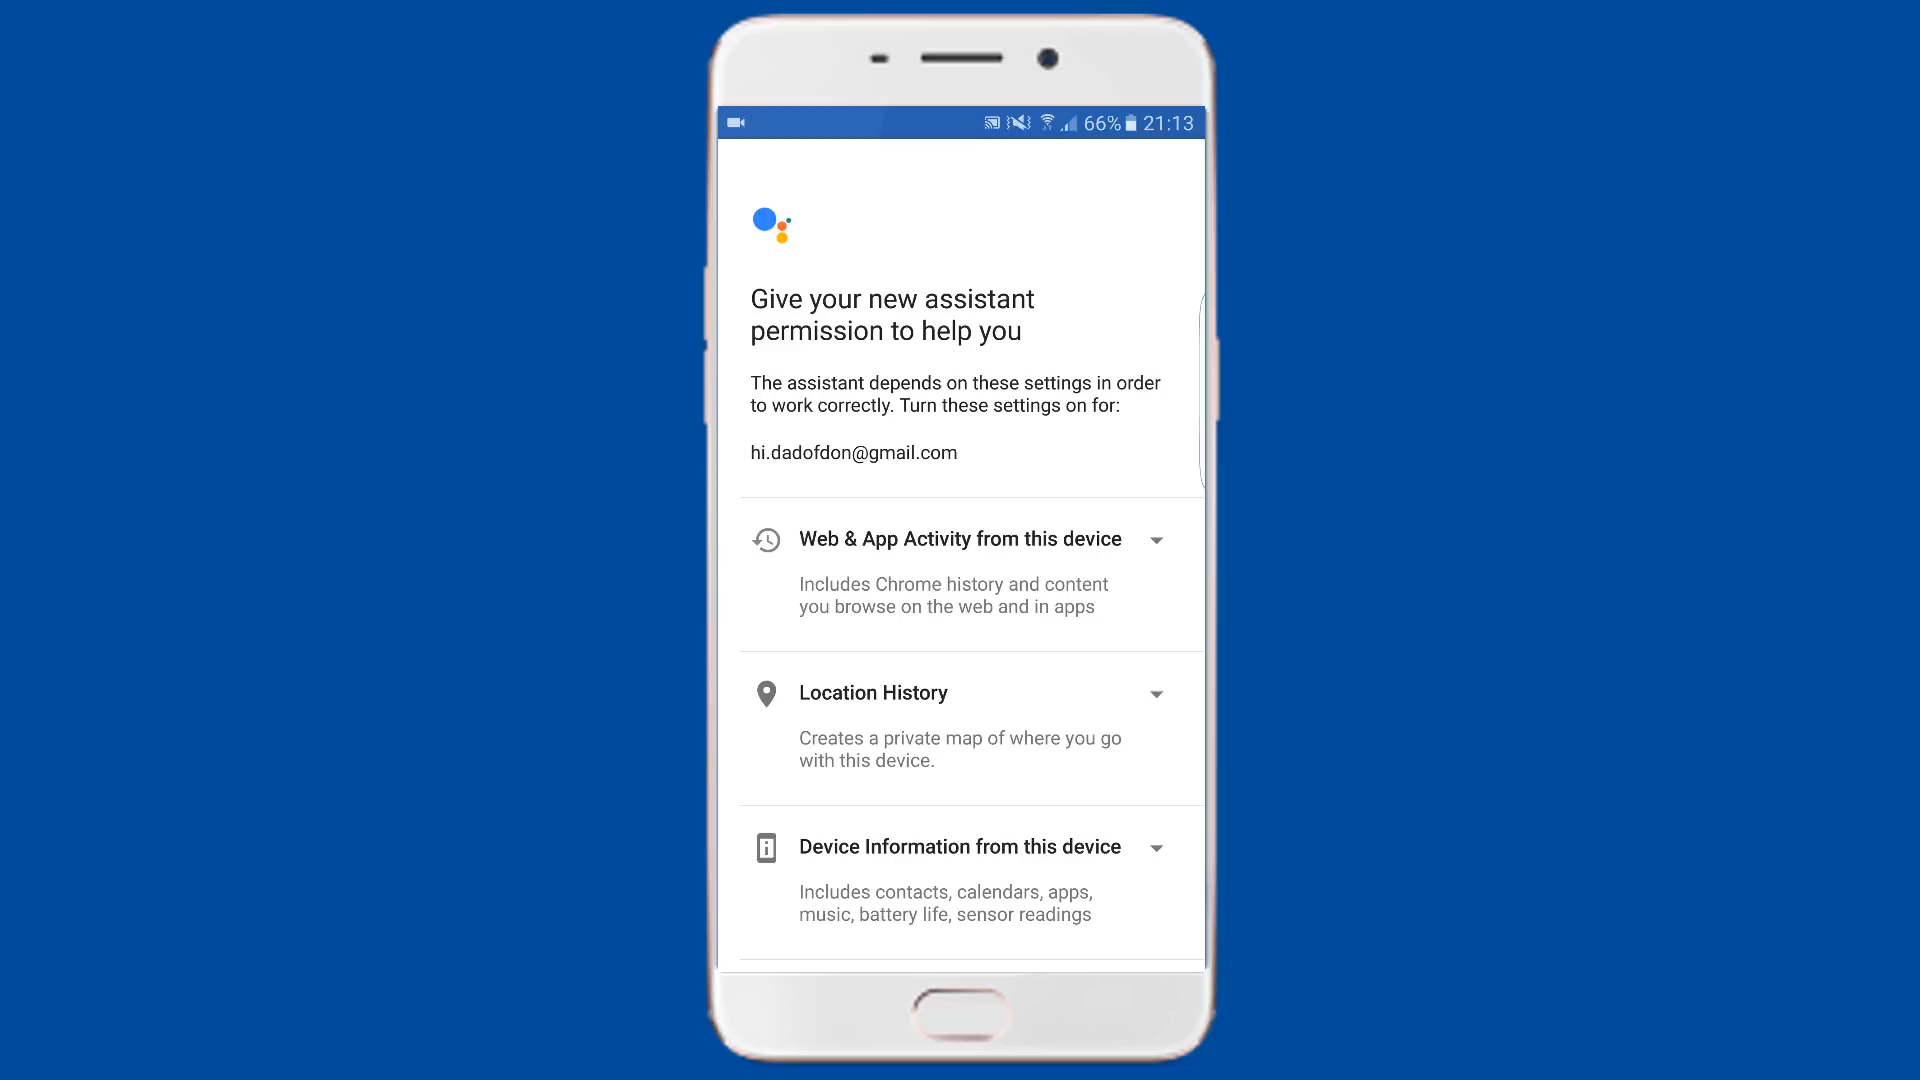 66% 21:13
Give your new assistant
permission to help you
The assistant depends on these settings in order
to work correctly. Turn these settings on for:
hi.dadofdon@gmail.com
Web & App Activity from this device
Includes Chrome history and content
you browse on the web and in apps
Location History
Creates a private map of where you go
with this device.
Device Information from this device
Includes contacts, calendars, apps,
music, battery life, sensor readings